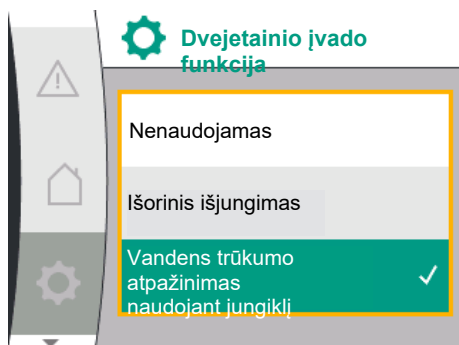 Dvejetainio įvado
funkcija
Nenaudojamas
Išorinis išjungimas
Vandens trūkumo
atpažinimas
naudojant jungiklį